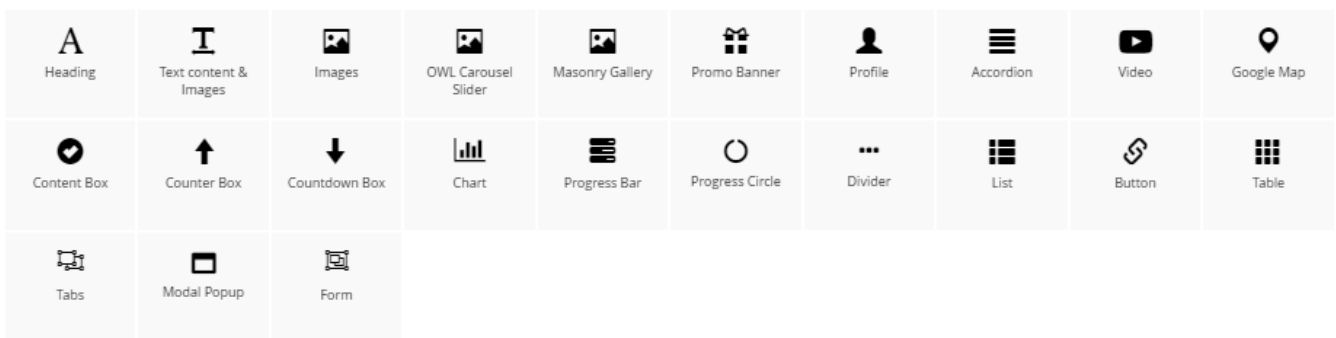 Heading
Text content &
Images
Images
OWL Carousel
Slider
Masonry Gallery
Promo Banner
Profile
Accordion
Video
Google Map
Content Box
Counter Box
Countdown Box
Chart
Progress Bar
Progress Circle
Divider
List
Button
Table
Tabs
Modal Popup
Form